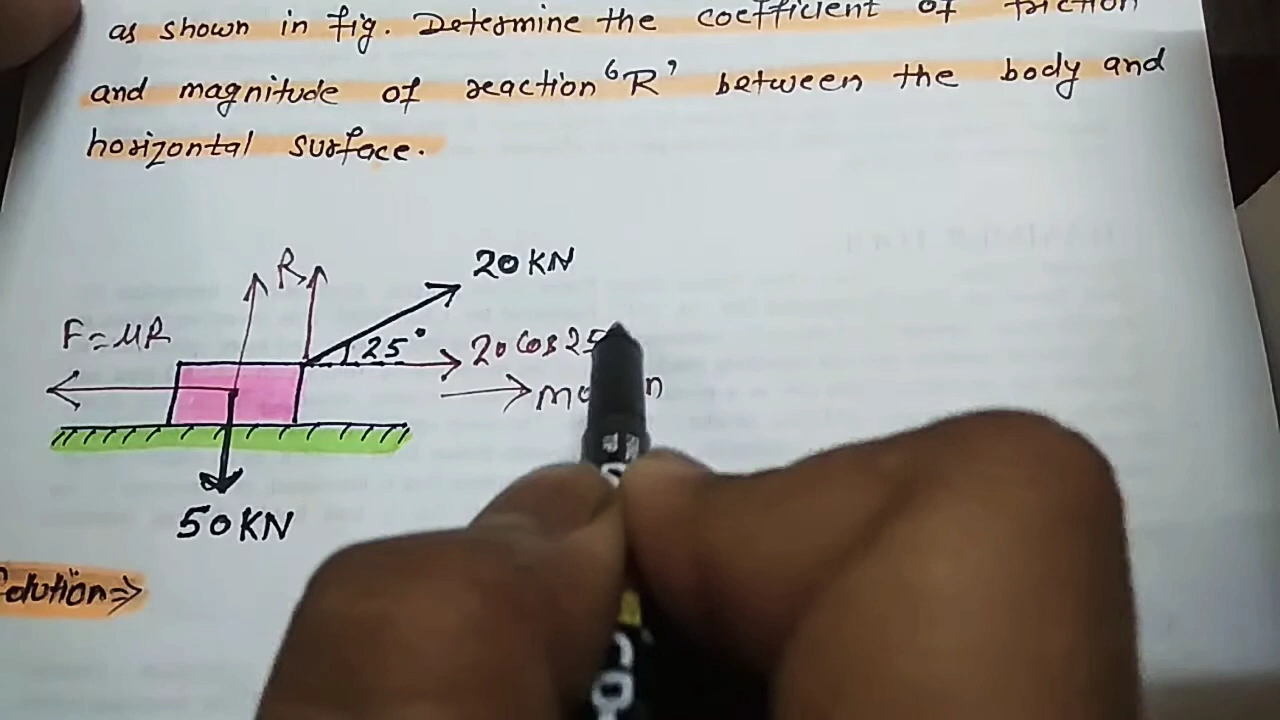 as shown in fig. Determine the coefficient of friction
and magnitude of reaction 'R' between the body and
horizontal surface.
R
20 KN
F=μR
25°
20 cos 25
50 KN
Solution⇒